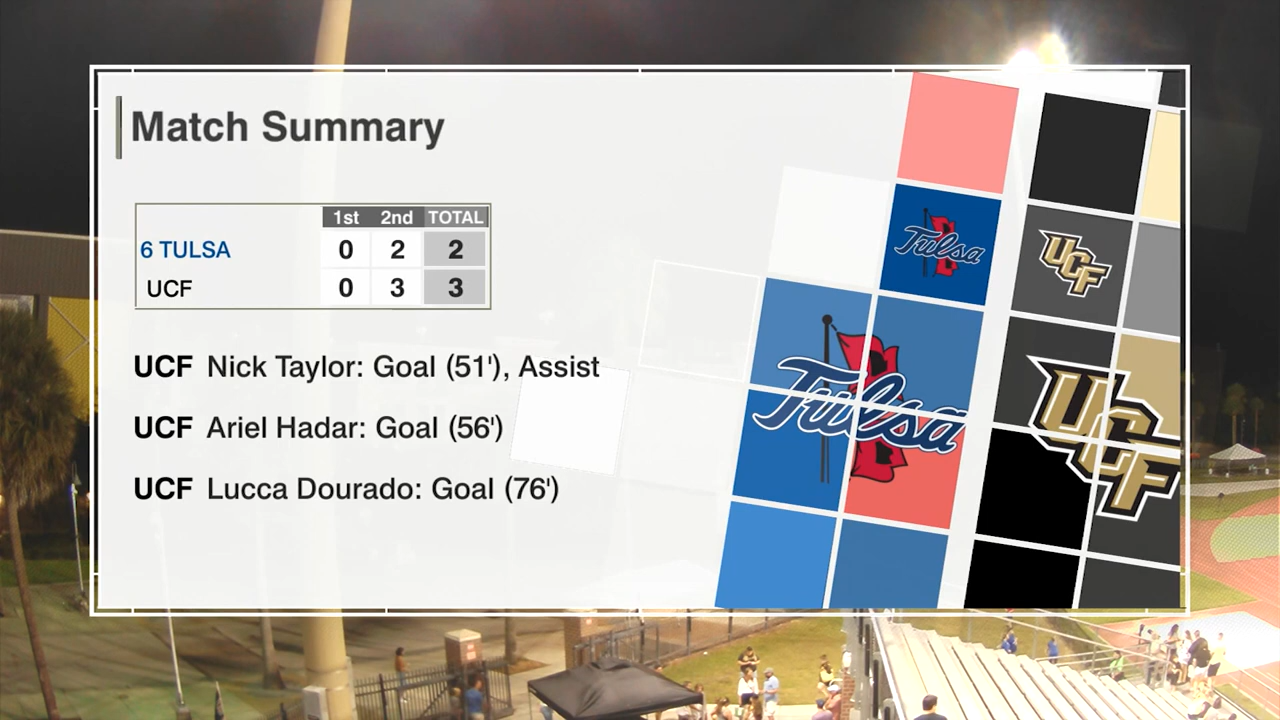 Match Summary
1st 2nd TOTAL
6 TULSA 0 2 2
UCF 0 3 3
UCF Nick Taylor: Goal (51'), Assist
UCF Ariel Hadar: Goal (56')
UCF Lucca Dourado: Goal (76')
Tulsa
UCF
Tulsa
UCF